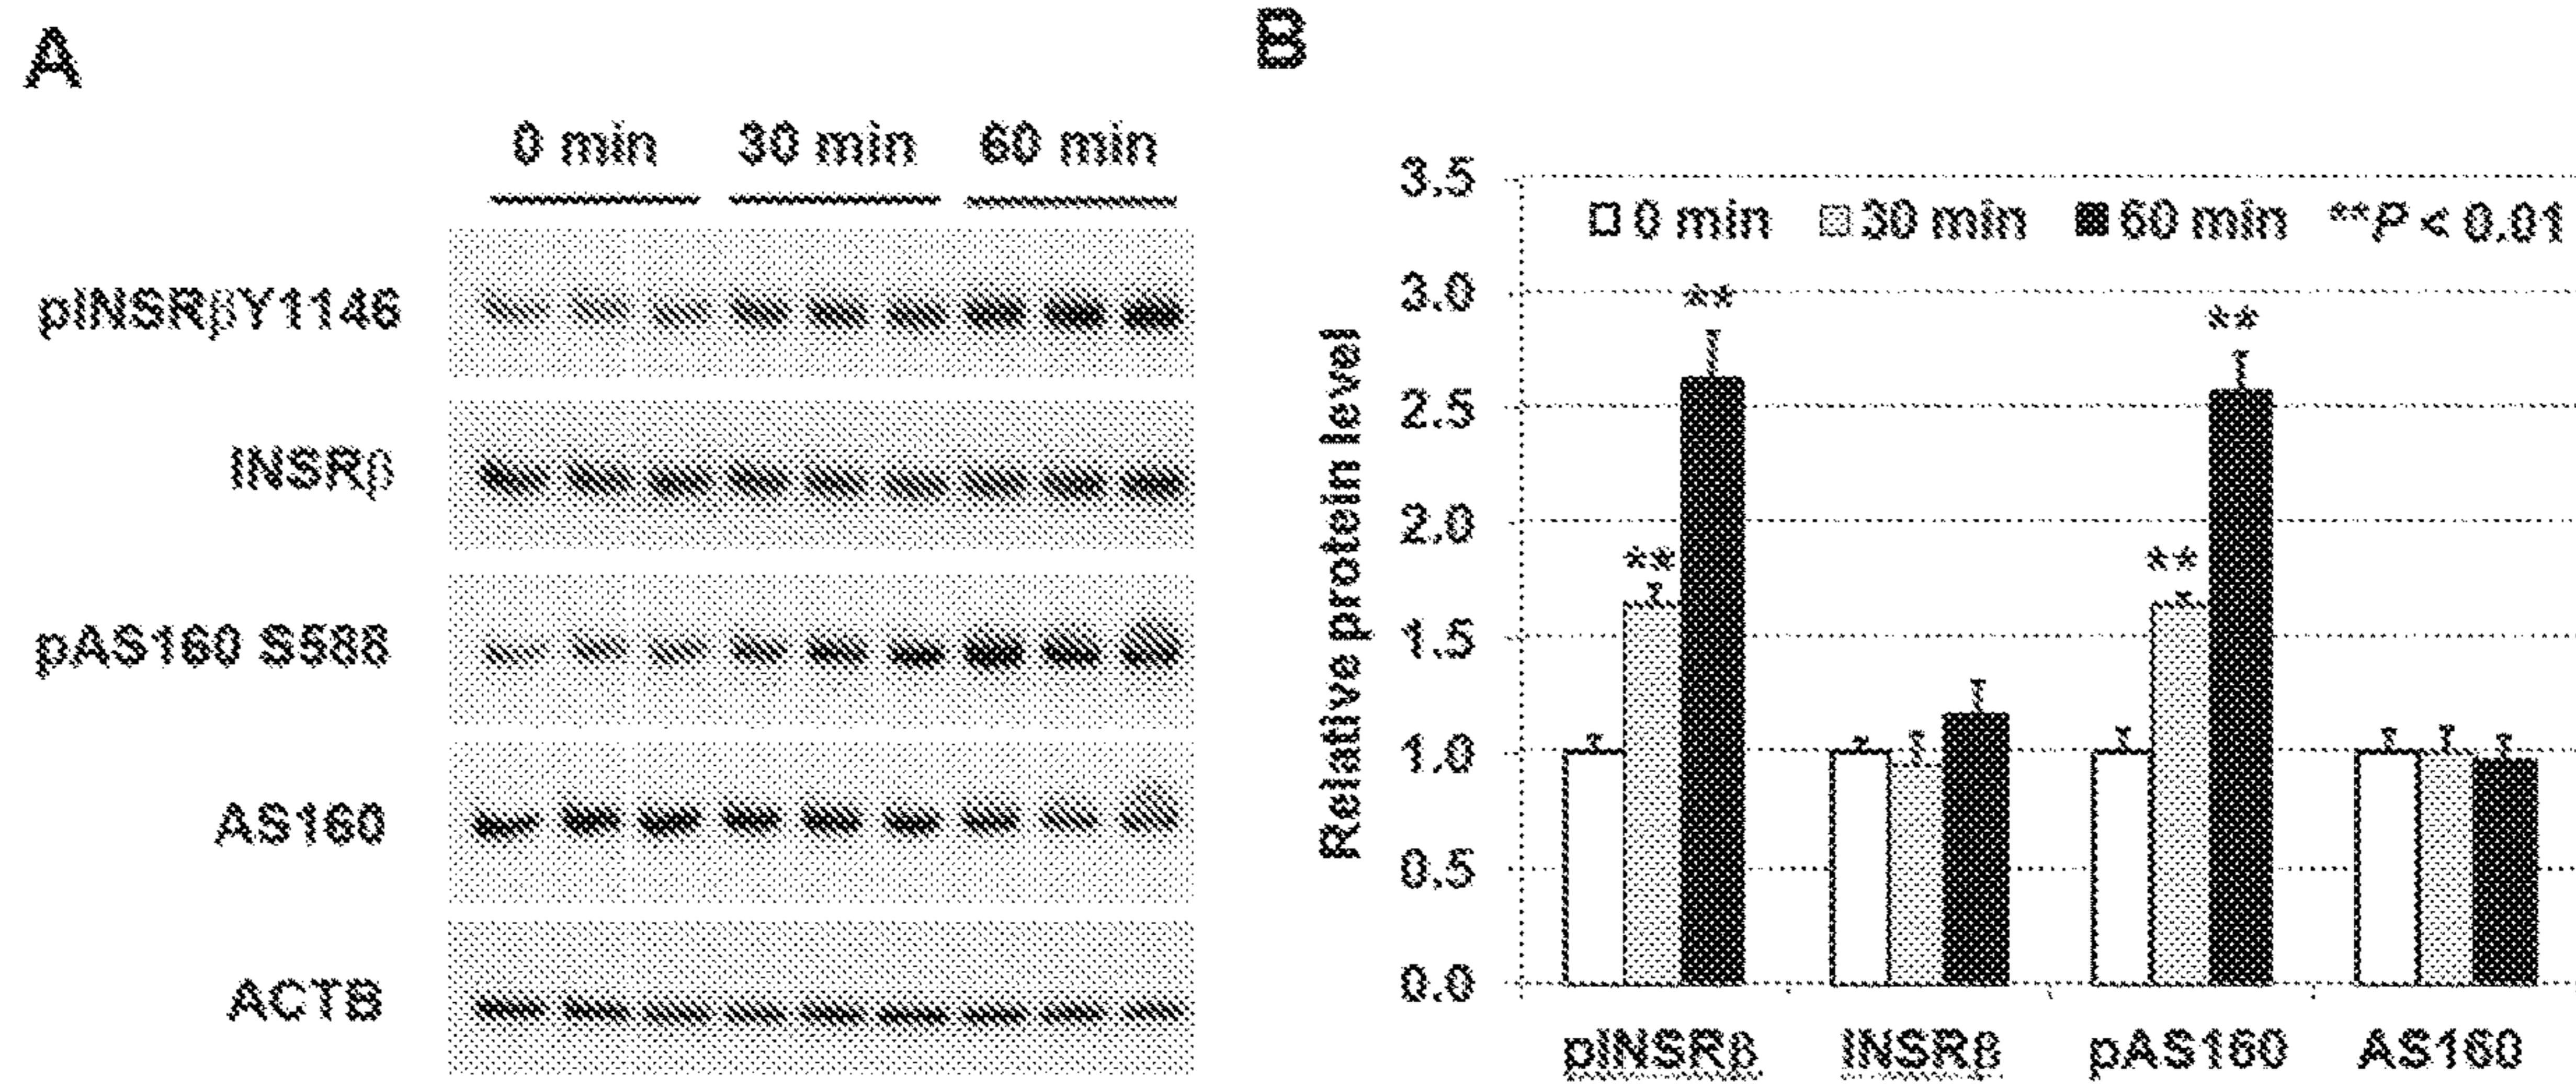 A
0 min 30 min 60 min
pINSRβY1146
INSRβ
pAS160 S588
AS160
ACTB
B
Relative protein level
3.5
3.0
2.5
2.0
1.5
1.0
0.5
0.0
0 min 30 min 60 min **P < 0.01
** **
** **
pINSRβ INSRβ pAS160 AS160